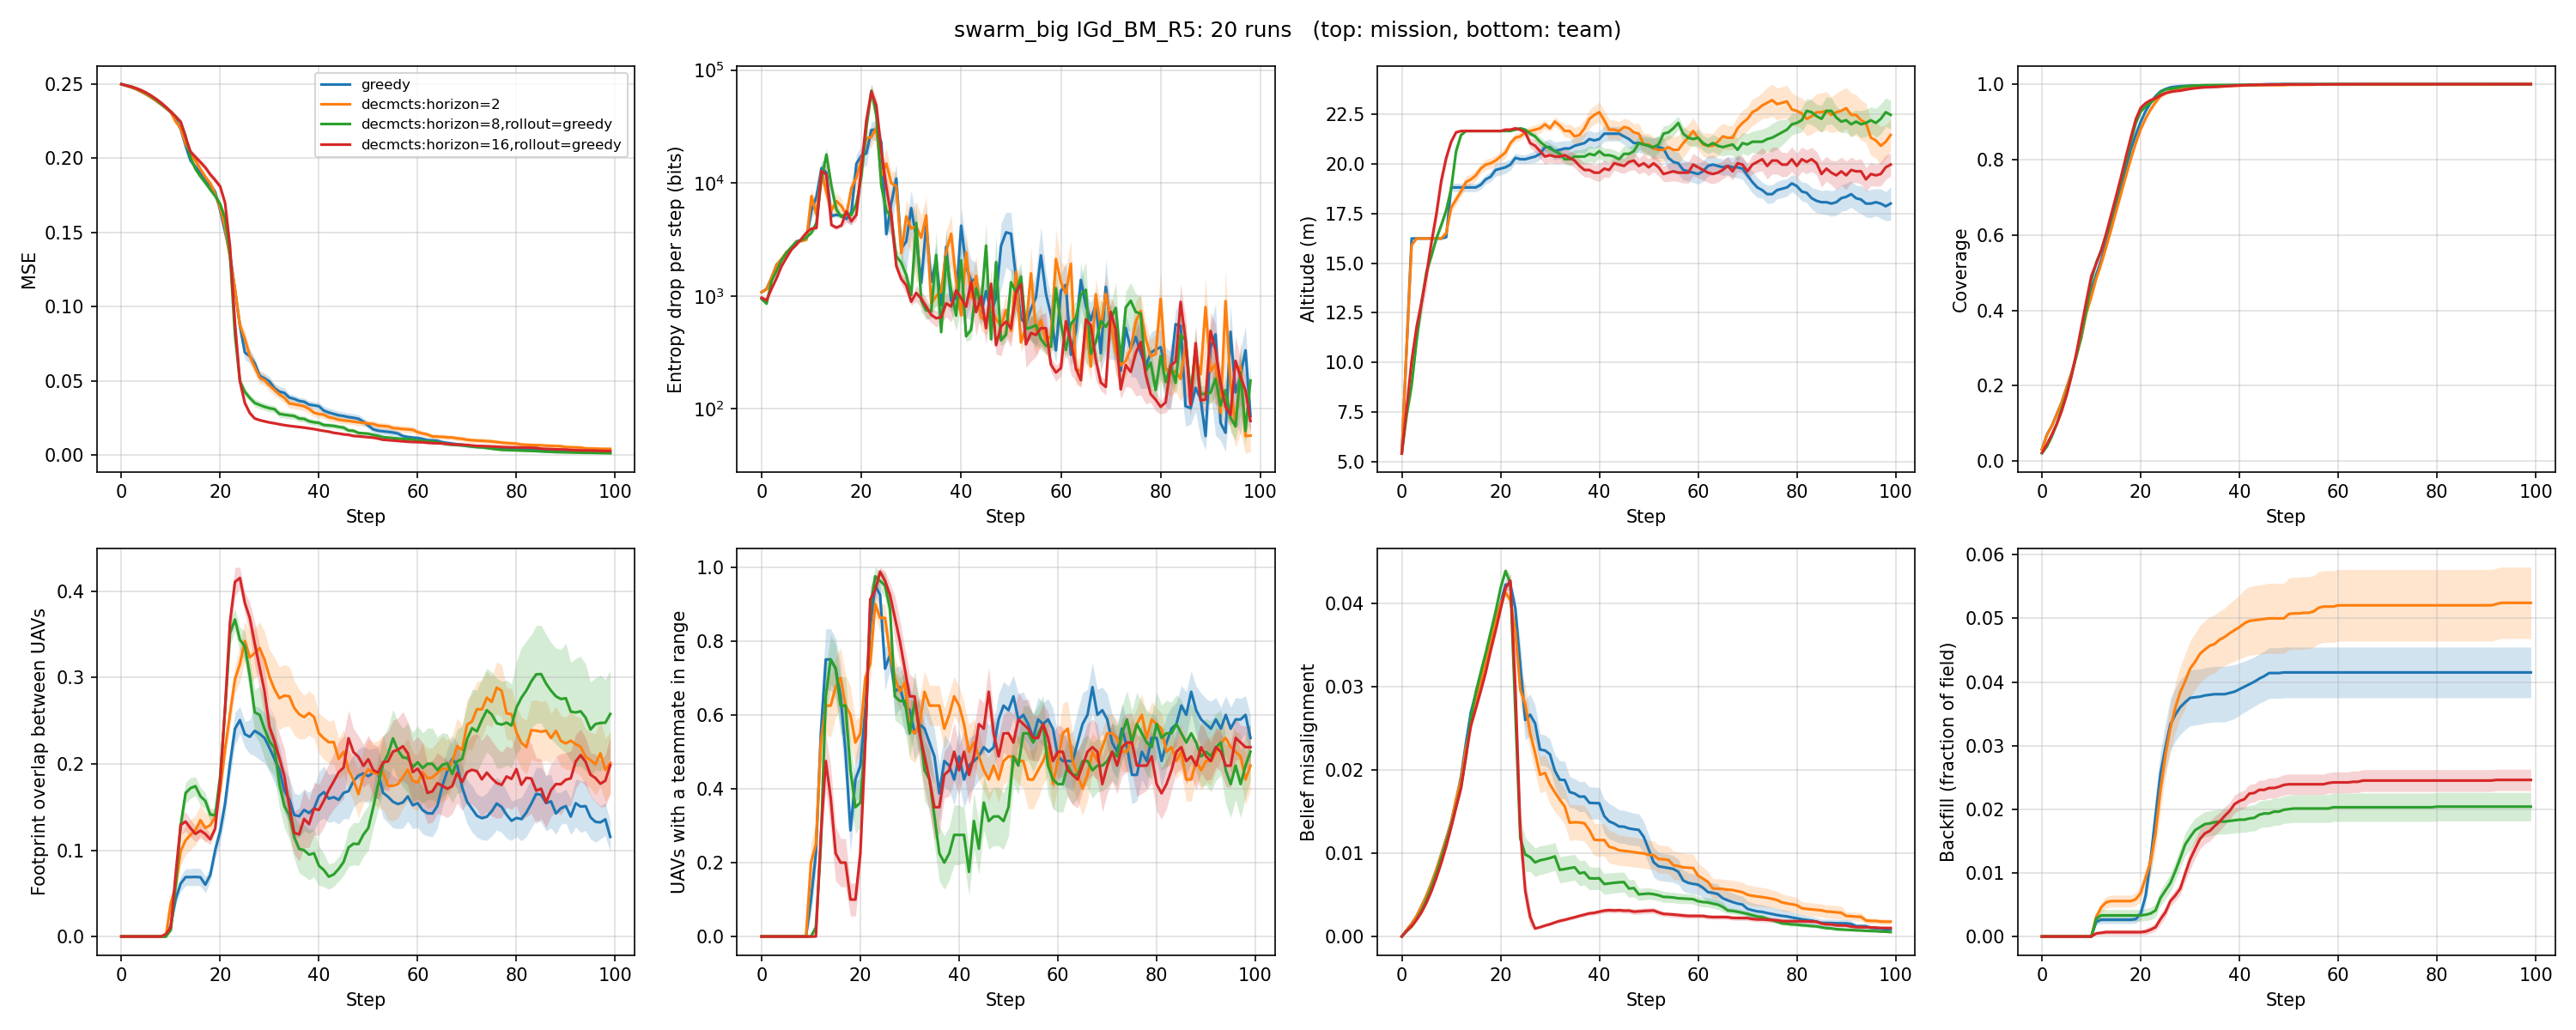 swarm_big IGd_BM_R5: 20 runs   (top: mission, bottom: team)
MSE
0.25
0.20
0.15
0.10
0.05
0.00
0 20 40 60 80 100
Step
greedy
decmcts:horizon=2
decmcts:horizon=8,rollout=greedy
decmcts:horizon=16,rollout=greedy
Entropy drop per step (bits)
10^5
10^4
10^3
10^2
0 20 40 60 80 100
Step
Altitude (m)
22.5
20.0
17.5
15.0
12.5
10.0
7.5
5.0
0 20 40 60 80 100
Step
Coverage
1.0
0.8
0.6
0.4
0.2
0.0
0 20 40 60 80 100
Step
Footprint overlap between UAVs
0.4
0.3
0.2
0.1
0.0
0 20 40 60 80 100
Step
UAVs with a teammate in range
1.0
0.8
0.6
0.4
0.2
0.0
0 20 40 60 80 100
Step
Belief misalignment
0.04
0.03
0.02
0.01
0.00
0 20 40 60 80 100
Step
Backfill (fraction of field)
0.06
0.05
0.04
0.03
0.02
0.01
0.00
0 20 40 60 80 100
Step